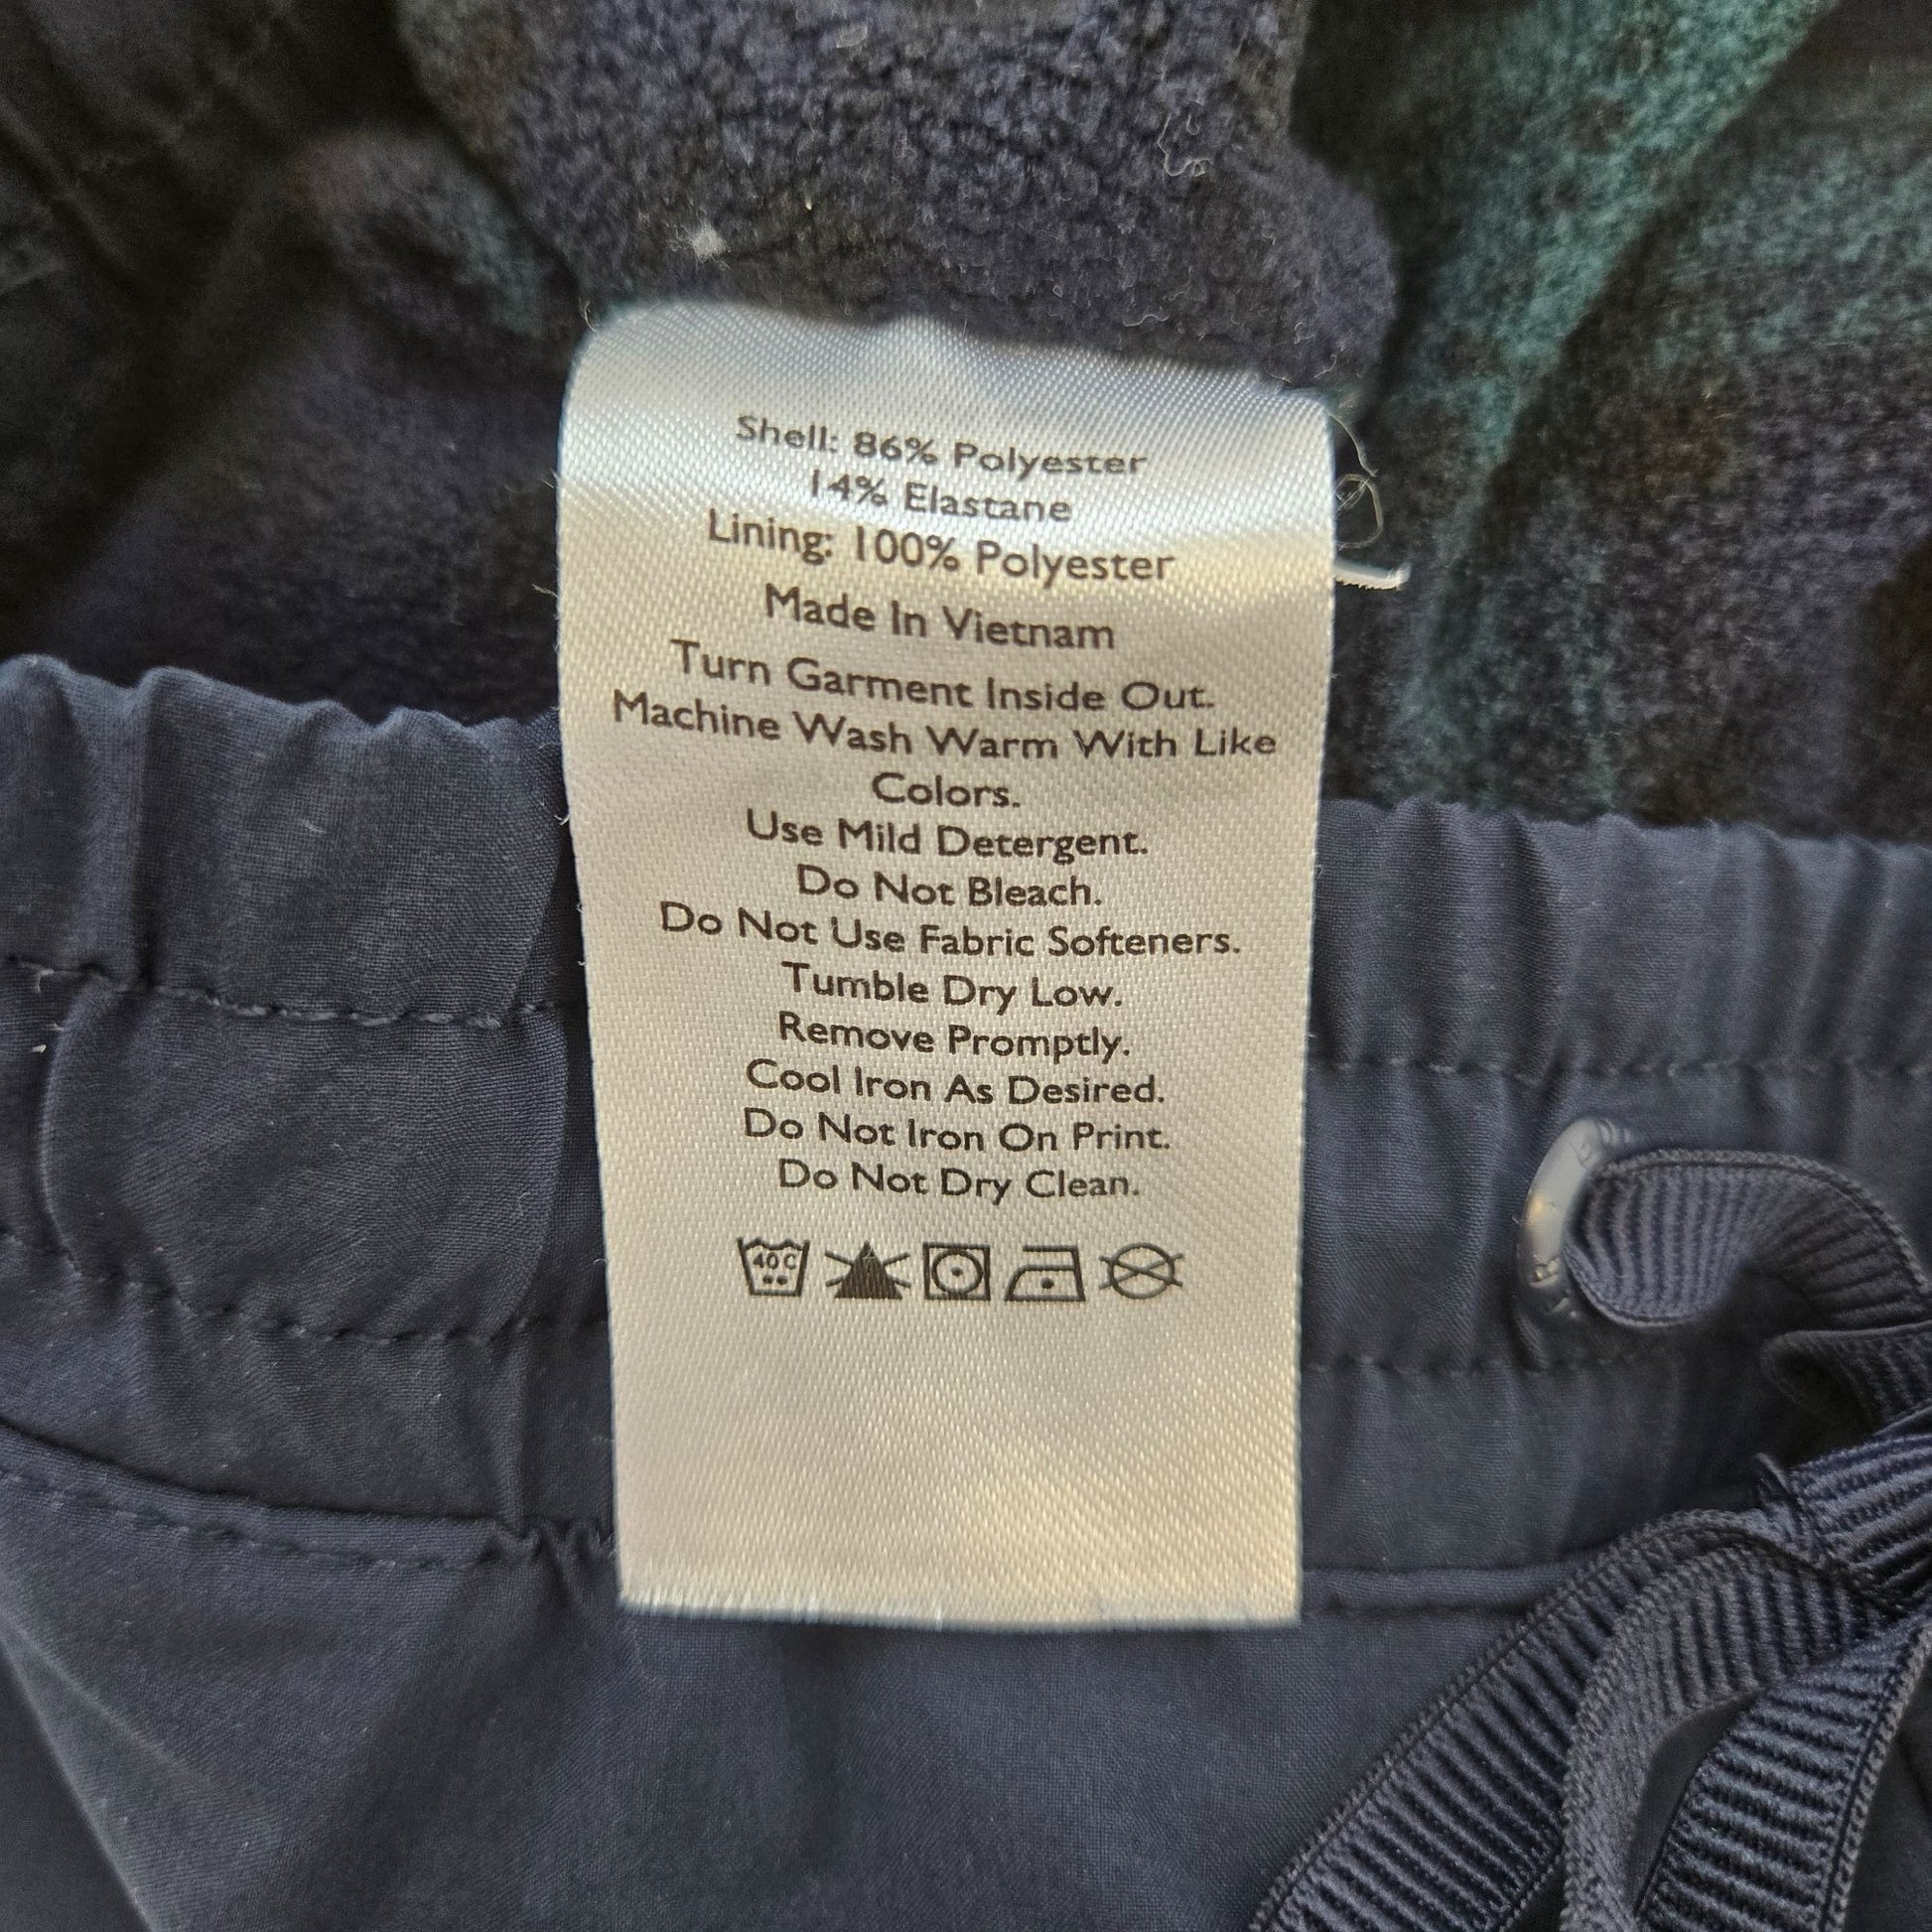 Shell: 86% Polyester
14% Elastane
Lining: 100% Polyester
Made In Vietnam
Turn Garment Inside Out.
Machine Wash Warm With Like
Colors.
Use Mild Detergent.
Do Not Bleach.
Do Not Use Fabric Softeners.
Tumble Dry Low.
Remove Promptly.
Cool Iron As Desired.
Do Not Iron On Print.
Do Not Dry Clean.
40C